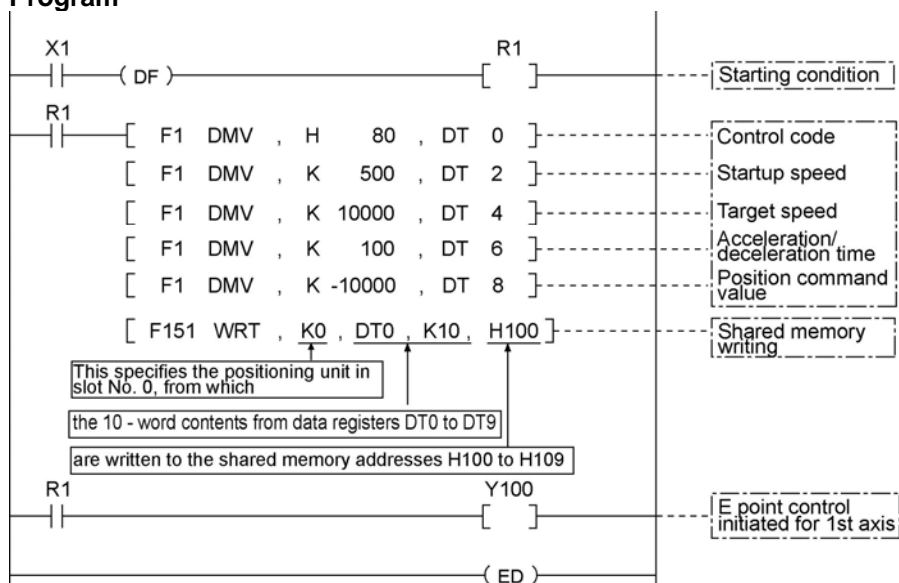 Program
X1 R1
( DF ) [ ] Starting condition
R1
[ F1 DMV , H 80 , DT 0 ] Control code
[ F1 DMV , K 500 , DT 2 ] Startup speed
[ F1 DMV , K 10000 , DT 4 ] Target speed
[ F1 DMV , K 100 , DT 6 ] Acceleration/
deceleration time
[ F1 DMV , K -10000 , DT 8 ] Position command
value
[ F151 WRT , K0 , DT0 , K10 , H100 ] Shared memory
writing
This specifies the positioning unit in
slot No. 0, from which
the 10 - word contents from data registers DT0 to DT9
are written to the shared memory addresses H100 to H109
R1 Y100
[ ] E point control
initiated for 1st axis
( ED )